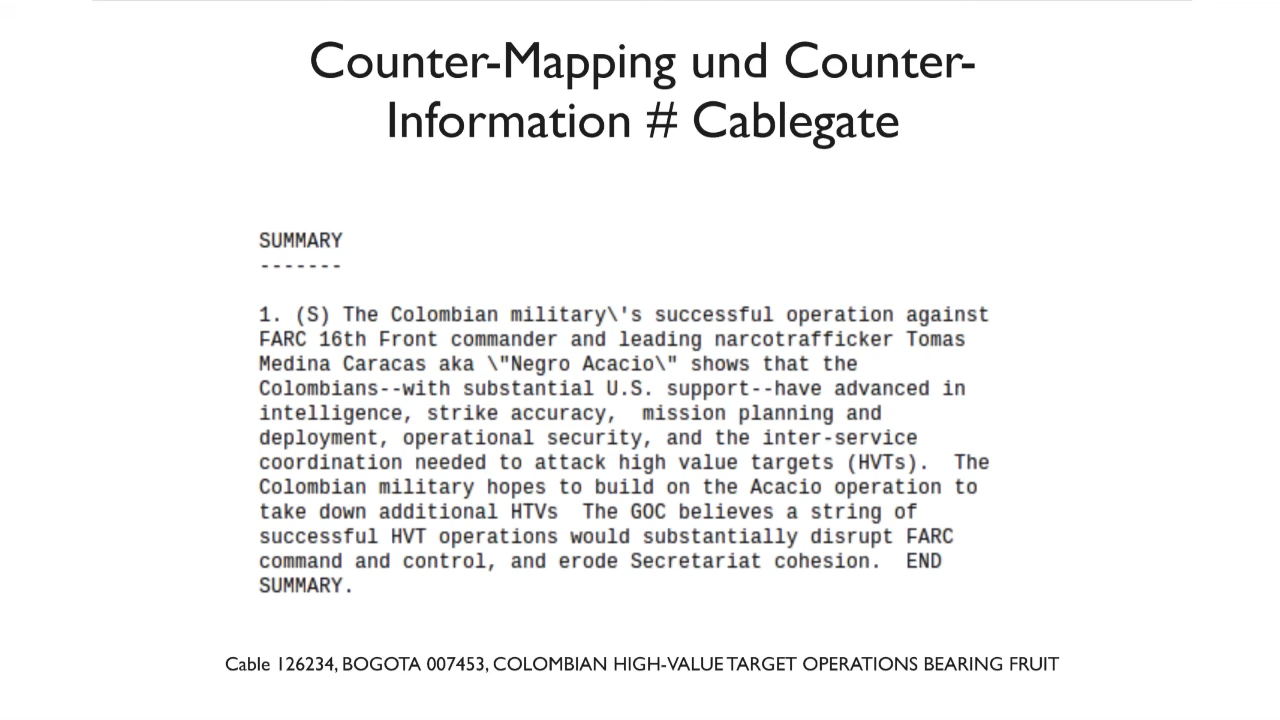 Counter-Mapping und Counter-
Information # Cablegate
SUMMARY
-------
1. (S) The Colombian military\'s successful operation against
FARC 16th Front commander and leading narcotrafficker Tomas
Medina Caracas aka \"Negro Acacio\" shows that the
Colombians--with substantial U.S. support--have advanced in
intelligence, strike accuracy,  mission planning and
deployment, operational security, and the inter-service
coordination needed to attack high value targets (HVTs).  The
Colombian military hopes to build on the Acacio operation to
take down additional HTVs  The GOC believes a string of
successful HVT operations would substantially disrupt FARC
command and control, and erode Secretariat cohesion.  END
SUMMARY.
Cable 126234, BOGOTA 007453, COLOMBIAN HIGH-VALUE TARGET OPERATIONS BEARING FRUIT